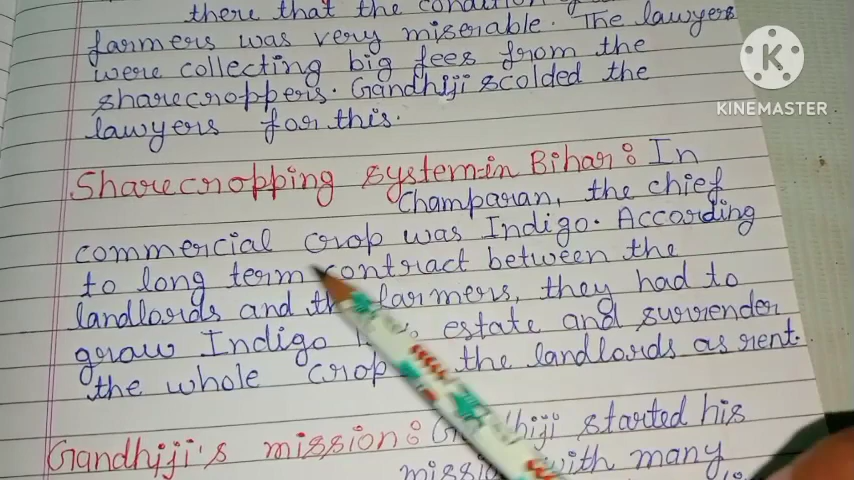 there that the condition
farmers was very miserable. The lawyers
were collecting big fees from the
sharecroppers. Gandhiji scolded the
lawyers for this.
Sharecropping system in Bihar: In
Champaran, the chief
commercial crop was Indigo. According
to long term contract between the
landlords and the farmers, they had to
grow Indigo estate and surrender
the whole crop the landlords as rent.
Gandhiji's mission: Gandhiji started his
mission with many
K
KINEMASTER